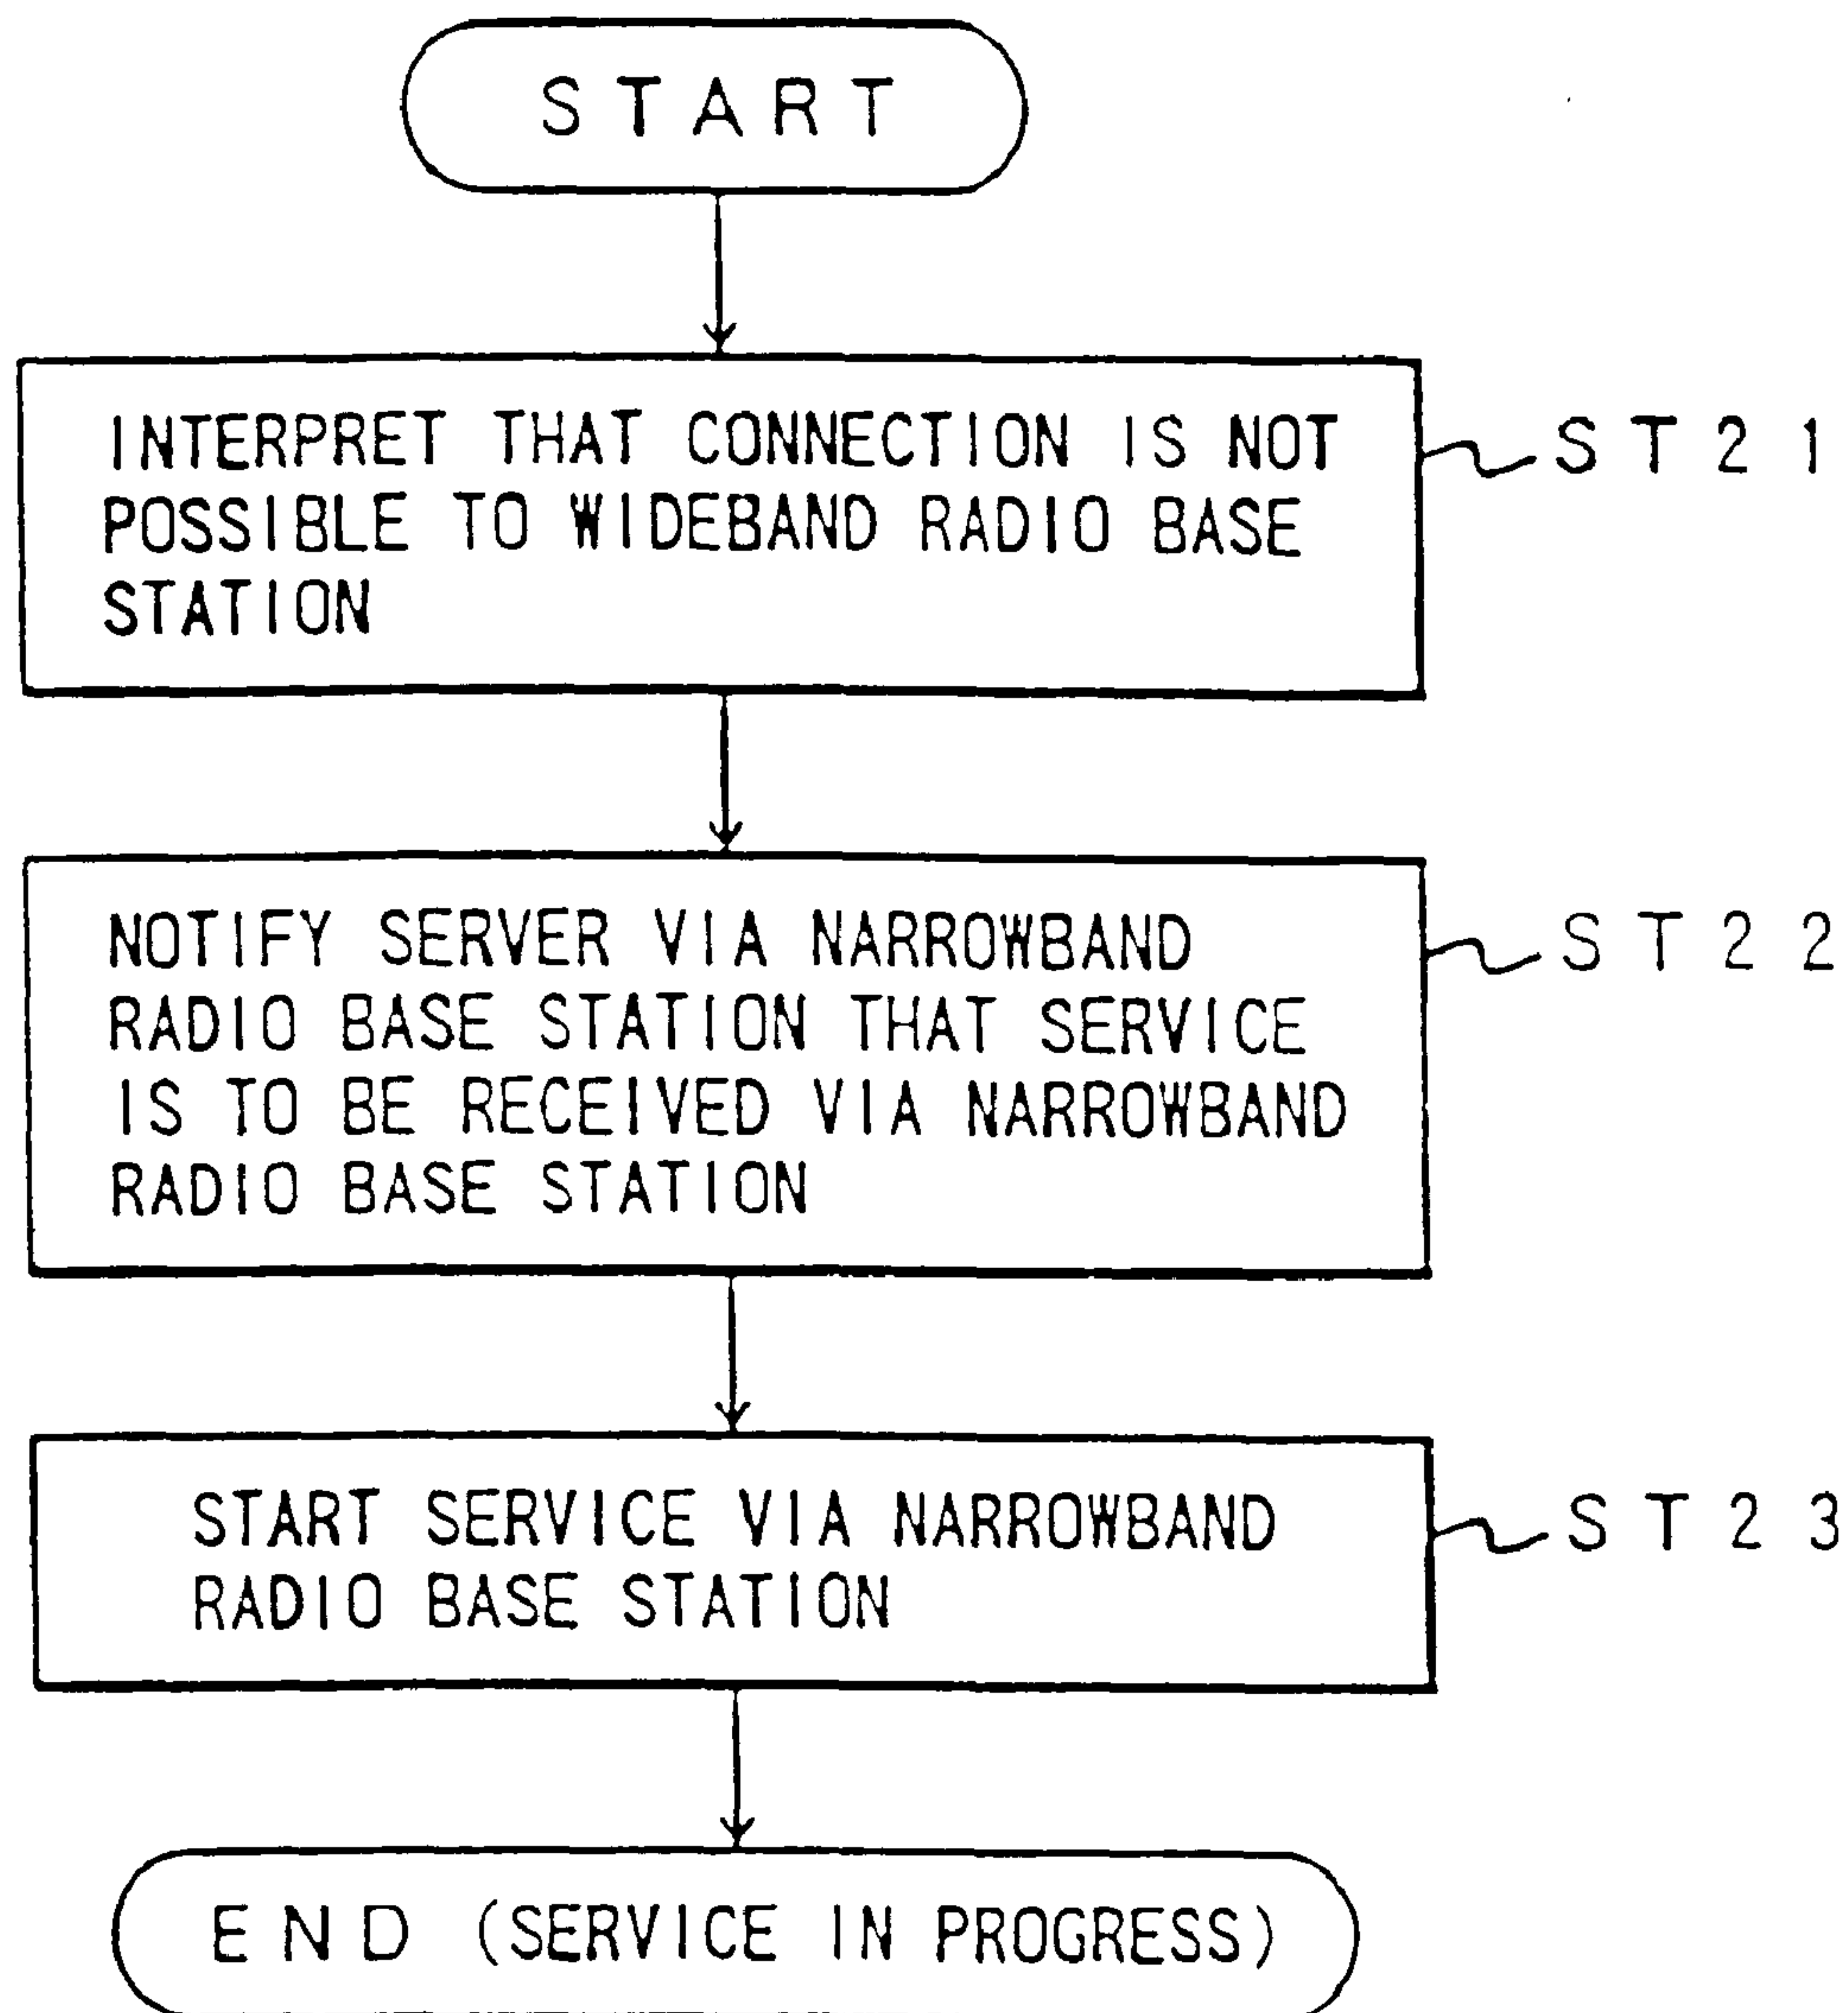 START
INTERPRET THAT CONNECTION IS NOT
POSSIBLE TO WIDEBAND RADIO BASE
STATION
ST21
NOTIFY SERVER VIA NARROWBAND
RADIO BASE STATION THAT SERVICE
IS TO BE RECEIVED VIA NARROWBAND
RADIO BASE STATION
ST22
START SERVICE VIA NARROWBAND
RADIO BASE STATION
ST23
END (SERVICE IN PROGRESS)